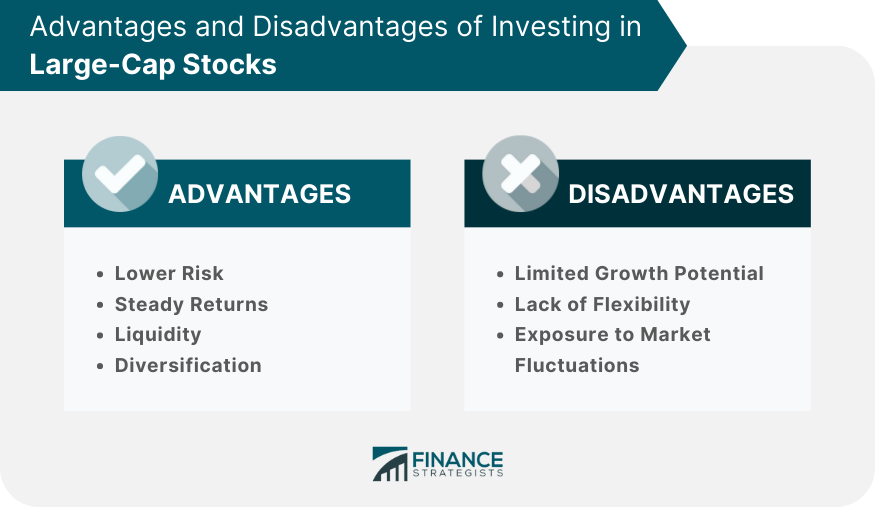 Advantages and Disadvantages of Investing in
Large-Cap Stocks
ADVANTAGES
• Lower Risk
• Steady Returns
• Liquidity
• Diversification
DISADVANTAGES
• Limited Growth Potential
• Lack of Flexibility
• Exposure to Market
Fluctuations
FINANCE
STRATEGISTS